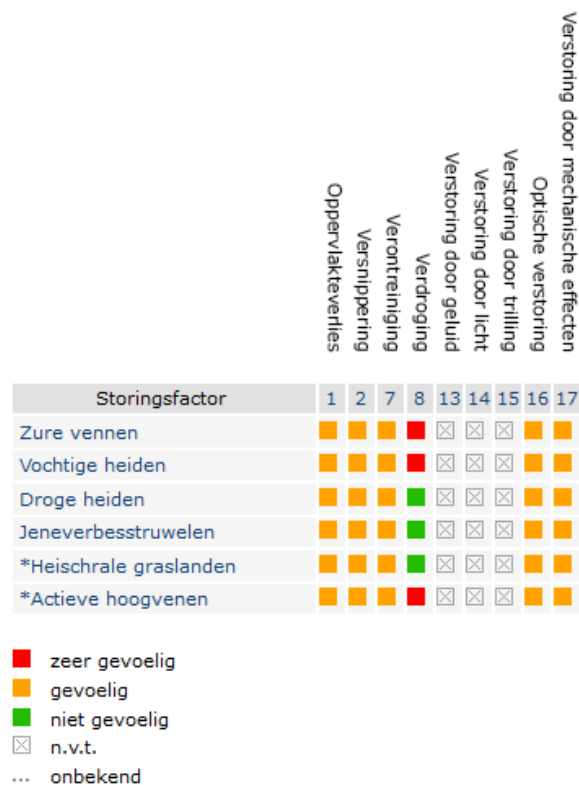 Oppervlakteverlies
Versnippering
Verontreiniging
Verdroging
Verstoring door geluid
Verstoring door licht
Verstoring door trilling
Optische verstoring
Verstoring door mechanische effecten
Storingsfactor 1 2 7 8 13 14 15 16 17
Zure vennen
Vochtige heiden
Droge heiden
Jeneverbesstruwelen
*Heischrale graslanden
*Actieve hoogvenen
zeer gevoelig
gevoelig
niet gevoelig
n.v.t.
... onbekend